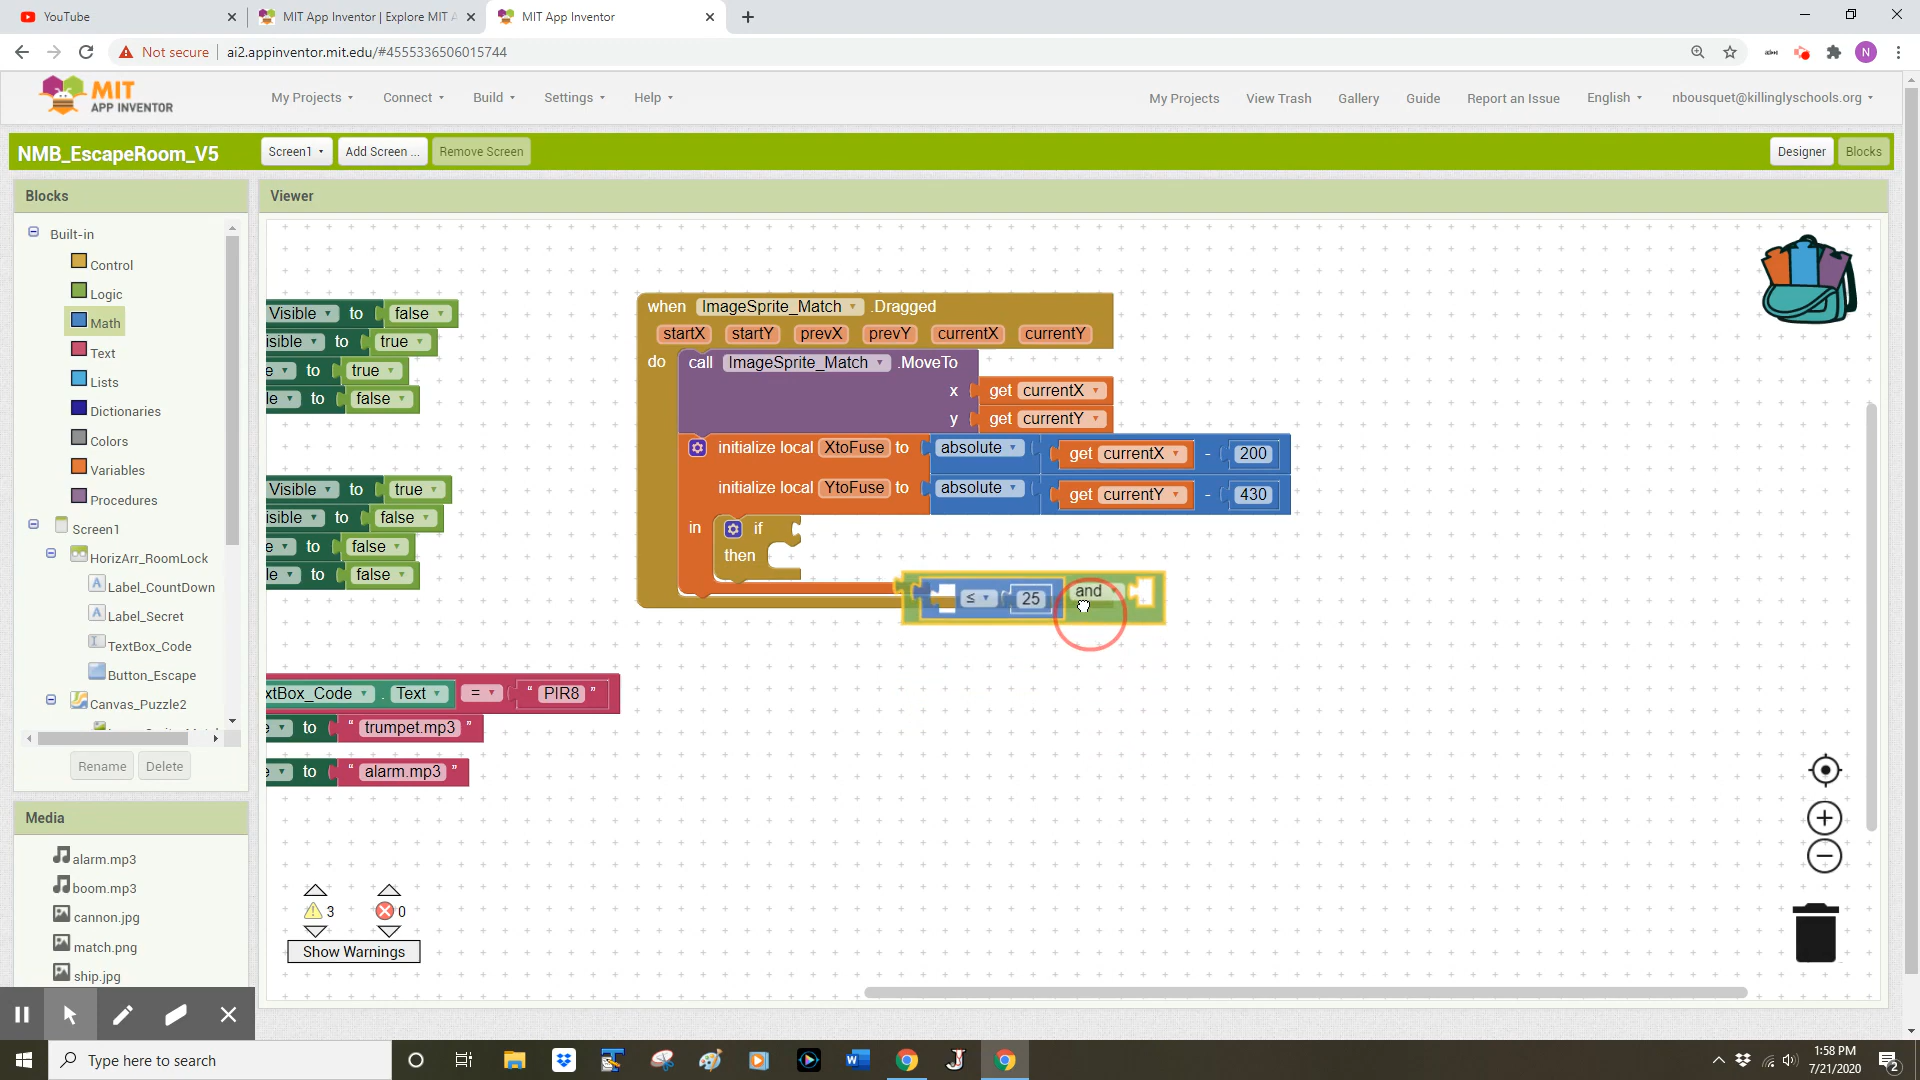 YouTube
MIT App Inventor | Explore MIT A
MIT App Inventor
Not secure
ai2.appinventor.mit.edu/#4555336506015744
N
MIT
APP INVENTOR
My Projects
Connect
Build
Settings
Help
My Projects
View Trash
Gallery
Guide
Report an Issue
English
nbousquet@killinglyschools.org
NMB_EscapeRoom_V5
Screen1
Add Screen ...
Remove Screen
Designer
Blocks
Blocks
Viewer
Built-in
Control
Logic
Math
Text
Lists
Dictionaries
Colors
Variables
Procedures
Screen1
HorizArr_RoomLock
Label_CountDown
Label_Secret
TextBox_Code
Button_Escape
Canvas_Puzzle2
Rename
Delete
Media
alarm.mp3
boom.mp3
cannon.jpg
match.png
ship.jpg
Visible to false
isible to true
e to true
le to false
Visible to true
isible to false
e to false
le to false
xtBox_Code . Text = " PIR8 "
e to " trumpet.mp3 "
e to " alarm.mp3 "
when ImageSprite_Match .Dragged
startX startY prevX prevY currentX currentY
do call ImageSprite_Match .MoveTo
x get currentX
y get currentY
initialize local XtoFuse to absolute get currentX - 200
initialize local YtoFuse to absolute get currentY - 430
in if
then
≤ 25 and
3
0
Show Warnings
Type here to search
1:58 PM
7/21/2020
2